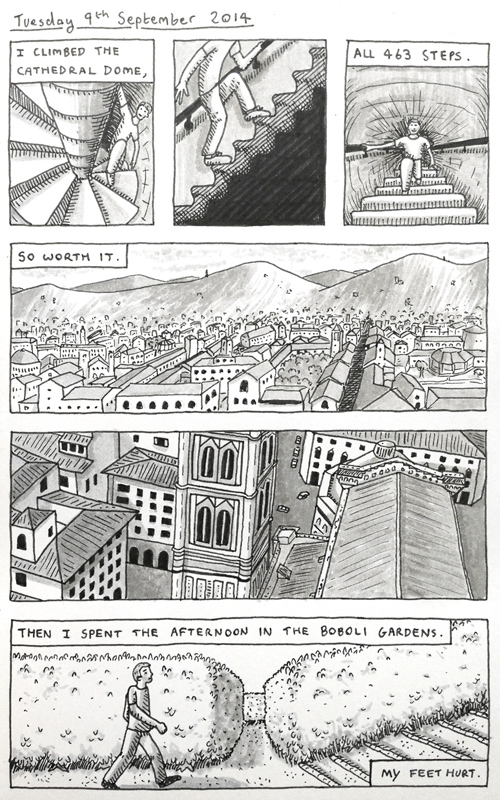 Tuesday 9th September 2014
I CLIMBED THE
CATHEDRAL DOME,
ALL 463 STEPS.
SO WORTH IT.
THEN I SPENT THE AFTERNOON IN THE BOBOLI GARDENS.
MY FEET HURT.